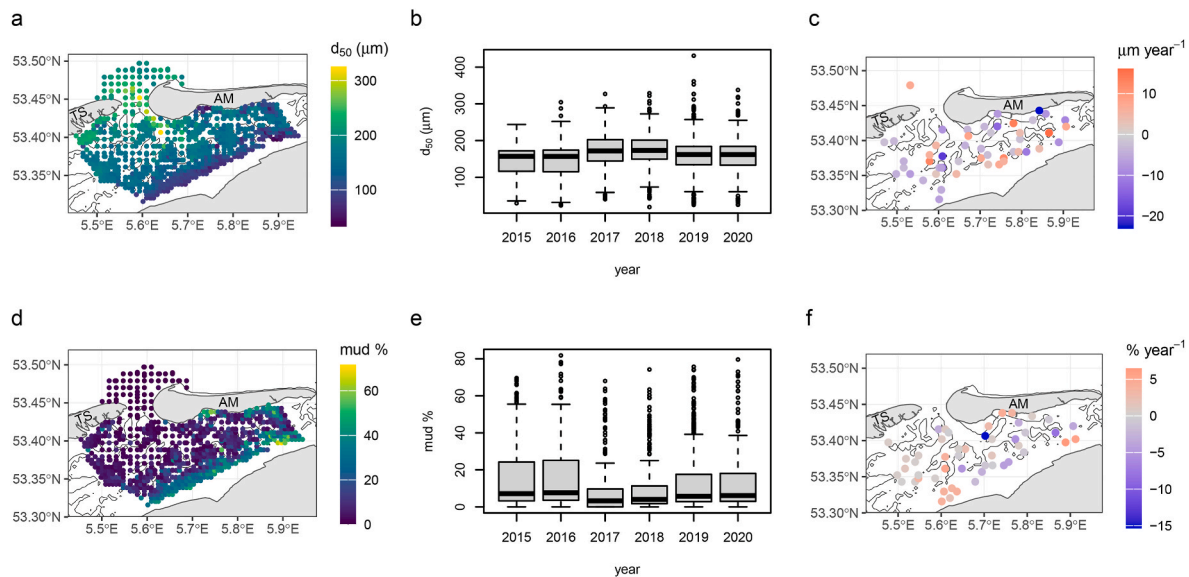 a
d50 (μm)
53.50°N
53.45°N
53.40°N
53.35°N
TS
AM
300
200
100
5.5°E 5.6°E 5.7°E 5.8°E 5.9°E
b
d50 (μm)
400
300
200
100
2015 2016 2017 2018 2019 2020
year
c
μm year−1
53.50°N
53.45°N
53.40°N
53.35°N
53.30°N
TS
AM
10
0
−10
−20
5.5°E 5.6°E 5.7°E 5.8°E 5.9°E
d
mud %
53.50°N
53.45°N
53.40°N
53.35°N
53.30°N
TS
AM
60
40
20
0
5.5°E 5.6°E 5.7°E 5.8°E 5.9°E
e
mud %
80
60
40
20
0
2015 2016 2017 2018 2019 2020
year
f
% year−1
53.50°N
53.45°N
53.40°N
53.35°N
53.30°N
TS
AM
5
0
−5
−10
−15
5.5°E 5.6°E 5.7°E 5.8°E 5.9°E